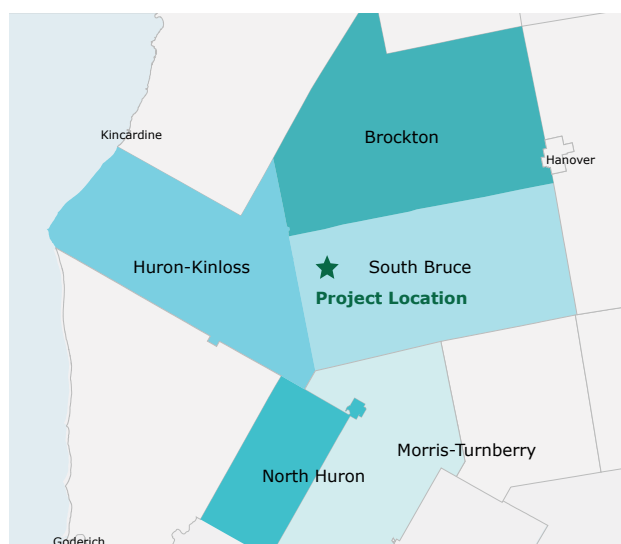 Kincardine
Brockton
Hanover
Huron-Kinloss
South Bruce
Project Location
Morris-Turnberry
North Huron
Goderich